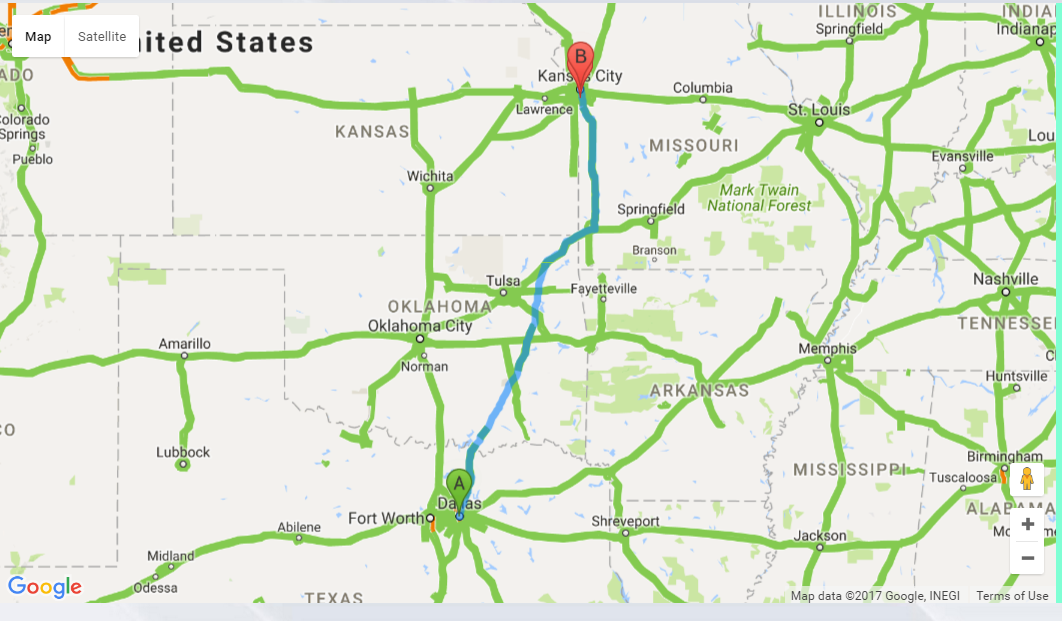 Map
Satellite
ited States
ILLINOIS
INDIA
Springfield
Indianap
B
Kansas City
ADO
Columbia
Lawrence
St. Louis
Colorado
Springs
KANSAS
MISSOURI
Lou
Pueblo
Evansville
Wichita
Mark Twain
National Forest
Springfield
Branson
Tulsa
Fayetteville
Nashville
OKLAHOMA
Oklahoma City
TENNESSEE
Amarillo
Memphis
Norman
Huntsville
ARKANSAS
CO
Lubbock
Birmingham
MISSISSIPPI
Tuscaloosa
A
Dallas
ALABAMA
Fort Worth
Shreveport
Abilene
Jackson
Midland
Odessa
Google
TEXAS
Map data ©2017 Google, INEGI
Terms of Use